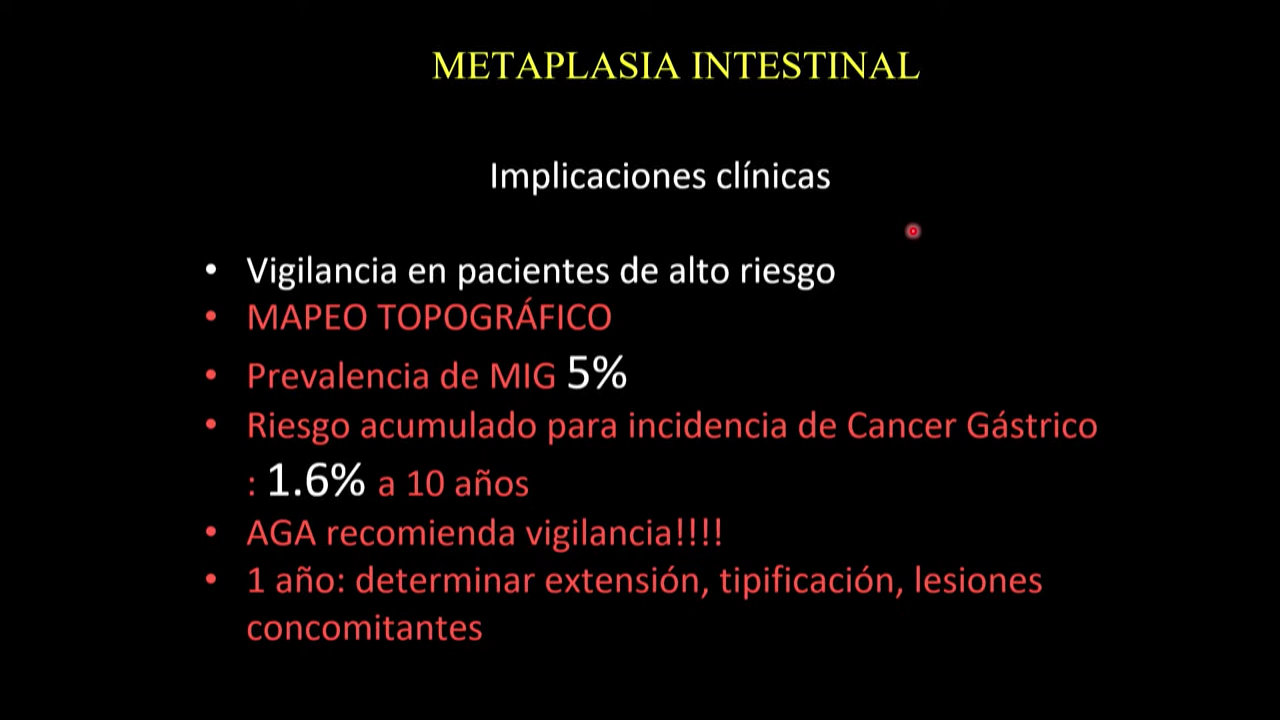 METAPLASIA INTESTINAL
Implicaciones clínicas
• Vigilancia en pacientes de alto riesgo
• MAPEO TOPOGRÁFICO
• Prevalencia de MIG 5%
• Riesgo acumulado para incidencia de Cancer Gástrico
: 1.6% a 10 años
• AGA recomienda vigilancia!!!!
• 1 año: determinar extensión, tipificación, lesiones
concomitantes